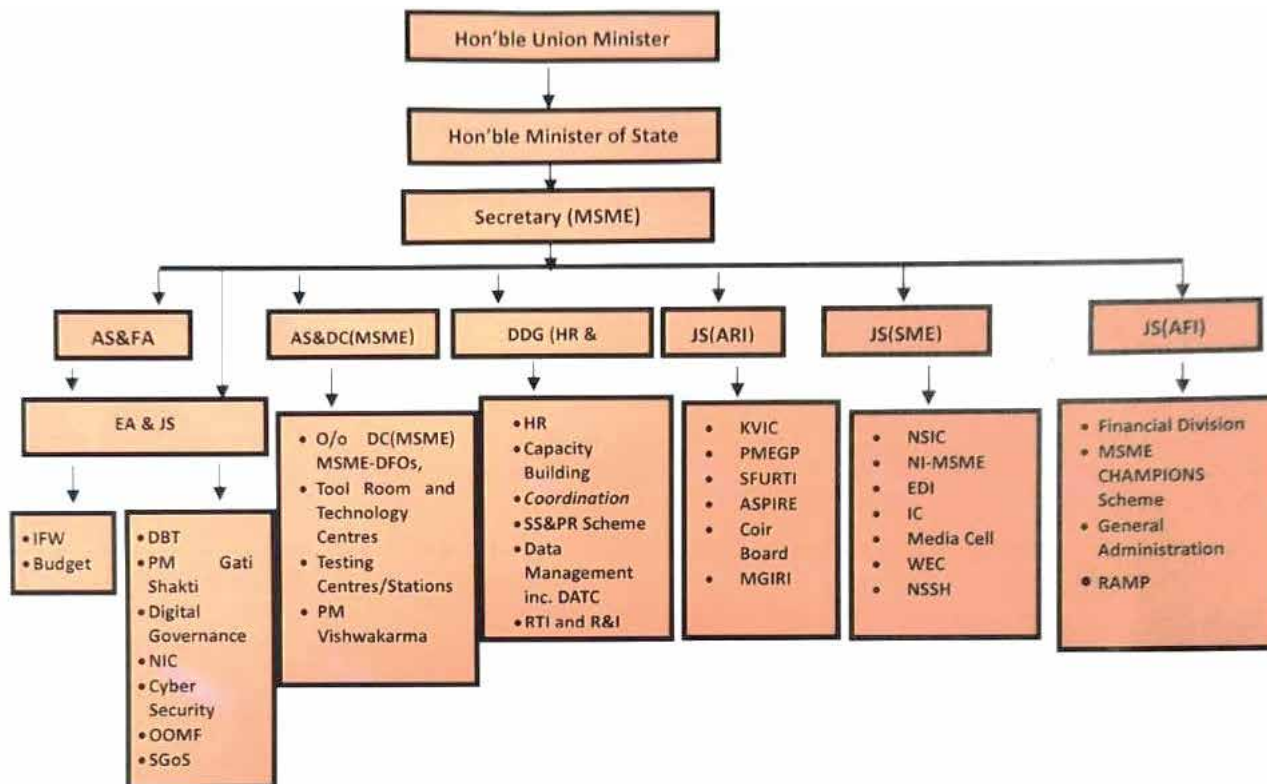 Hon'ble Union Minister
Hon'ble Minister of State
Secretary (MSME)
AS&FA
AS&DC(MSME)
DDG (HR &
JS(ARI)
JS(SME)
JS(AFI)
EA & JS
• IFW
• Budget
• DBT
• PM Gati
Shakti
• Digital
Governance
• NIC
• Cyber
Security
• OOMF
• SGoS
• O/o DC(MSME)
MSME-DFOs,
• Tool Room and
Technology
Centres
• Testing
Centres/Stations
• PM
Vishwakarma
• HR
• Capacity
Building
• Coordination
• SS&PR Scheme
• Data
Management
inc. DATC
• RTI and R&I
• KVIC
• PMEGP
• SFURTI
• ASPIRE
• Coir
Board
• MGIRI
• NSIC
• NI-MSME
• EDI
• IC
• Media Cell
• WEC
• NSSH
• Financial Division
• MSME
CHAMPIONS
Scheme
• General
Administration
• RAMP